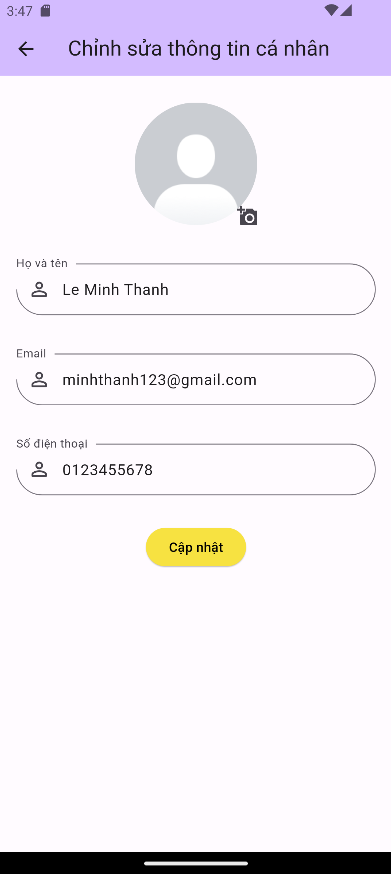 3:47
Chỉnh sửa thông tin cá nhân
Họ và tên
Le Minh Thanh
Email
minhthanh123@gmail.com
Số điện thoại
0123455678
Cập nhật